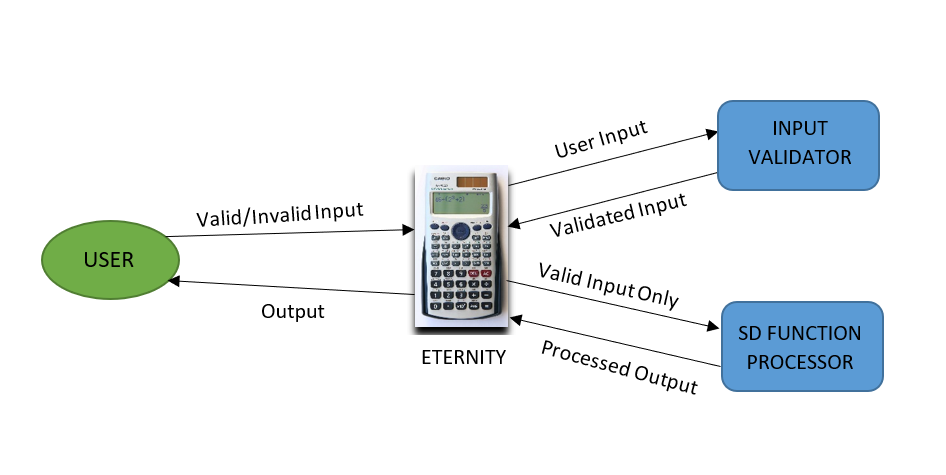 USER
Valid/Invalid Input
Output
CASIO
ETERNITY
User Input
Validated Input
Valid Input Only
Processed Output
INPUT
VALIDATOR
SD FUNCTION
PROCESSOR